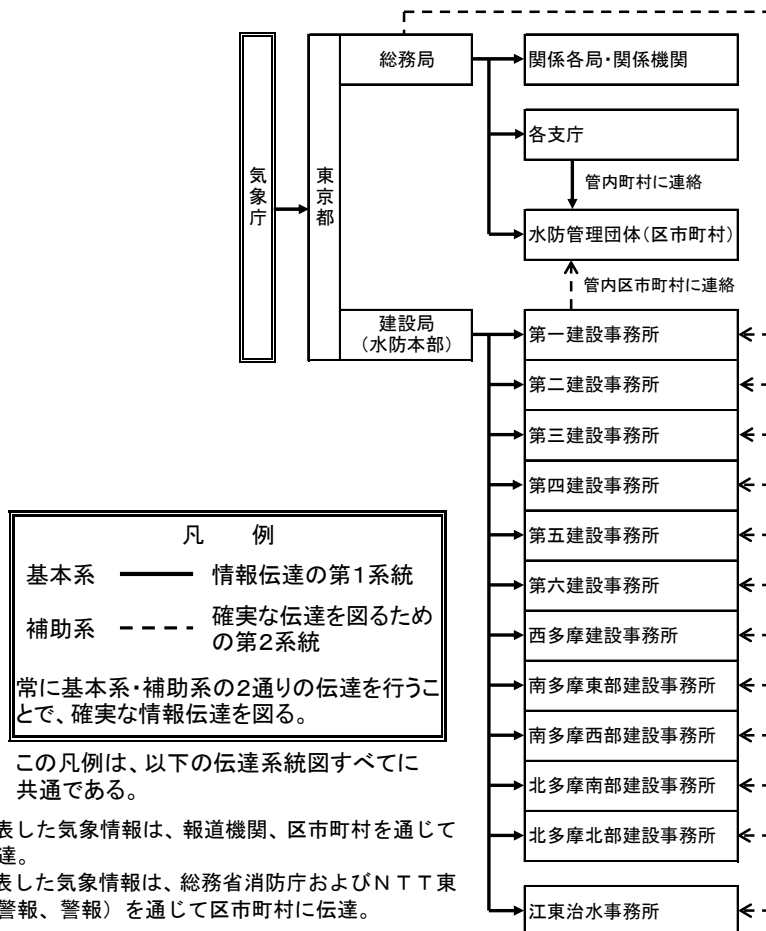 総務局
関係各局・関係機関
各支庁
管内町村に連絡
気象庁
東京都
水防管理団体(区市町村)
管内区市町村に連絡
建設局
(水防本部)
第一建設事務所
第二建設事務所
第三建設事務所
第四建設事務所
第五建設事務所
第六建設事務所
西多摩建設事務所
南多摩東部建設事務所
南多摩西部建設事務所
北多摩南部建設事務所
北多摩北部建設事務所
江東治水事務所
凡 例
基本系 情報伝達の第1系統
補助系 確実な伝達を図るため
の第2系統
常に基本系・補助系の2通りの伝達を行うこ
とで、確実な情報伝達を図る。
この凡例は、以下の伝達系統図すべてに
共通である。
表した気象情報は、報道機関、区市町村を通じて
達。
表した気象情報は、総務省消防庁およびNTT東
警報、警報)を通じて区市町村に伝達。